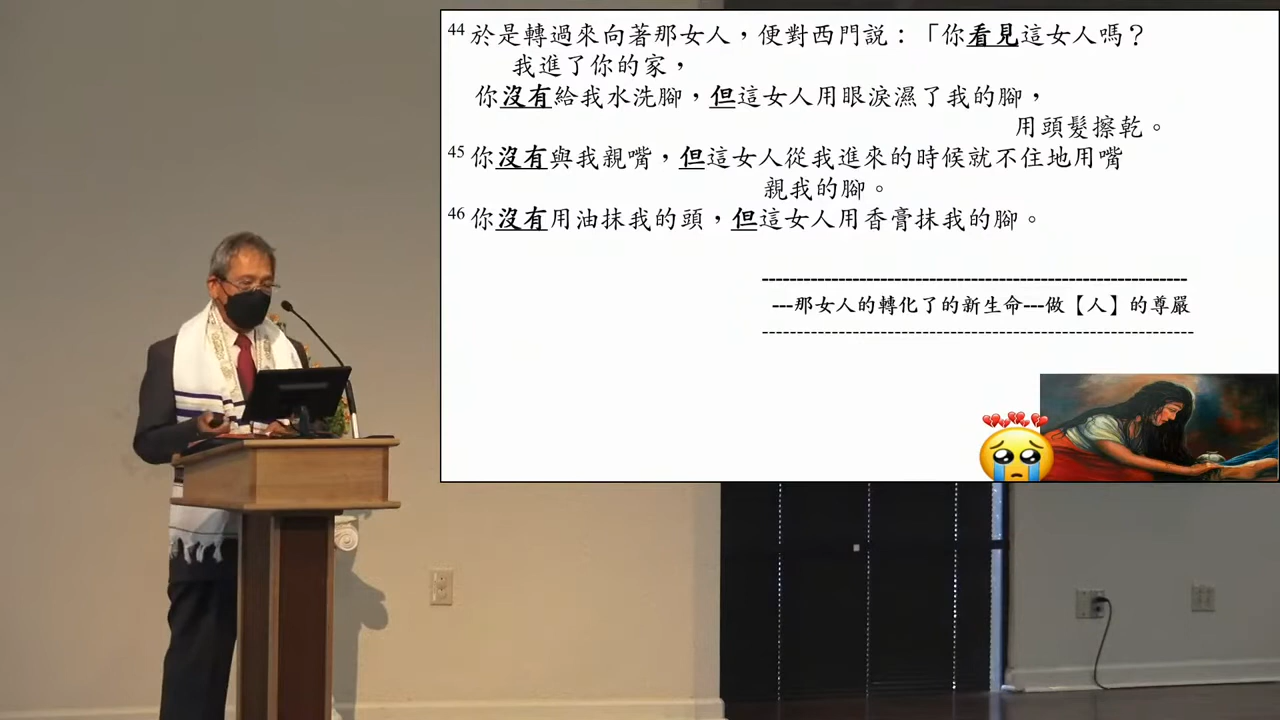 44 於是轉過來向著那女人，便對西門説：「你看見這女人嗎？
我進了你的家，
你沒有給我水洗腳，但這女人用眼淚濕了我的腳，
用頭髮擦乾。
45 你沒有與我親嘴，但這女人從我進來的時候就不住地用嘴
親我的腳。
46 你沒有用油抹我的頭，但這女人用香膏抹我的腳。
------------------------------------------------------------
---那女人的轉化了的新生命---做【人】的尊嚴
--------------------------------------------------------------